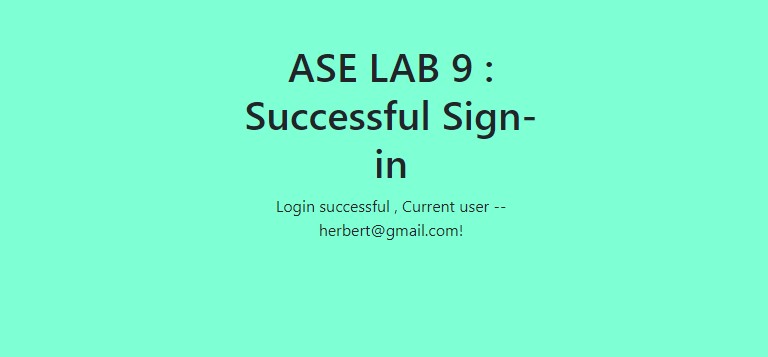 ASE LAB 9 :
Successful Sign-
in
Login successful , Current user --
herbert@gmail.com!